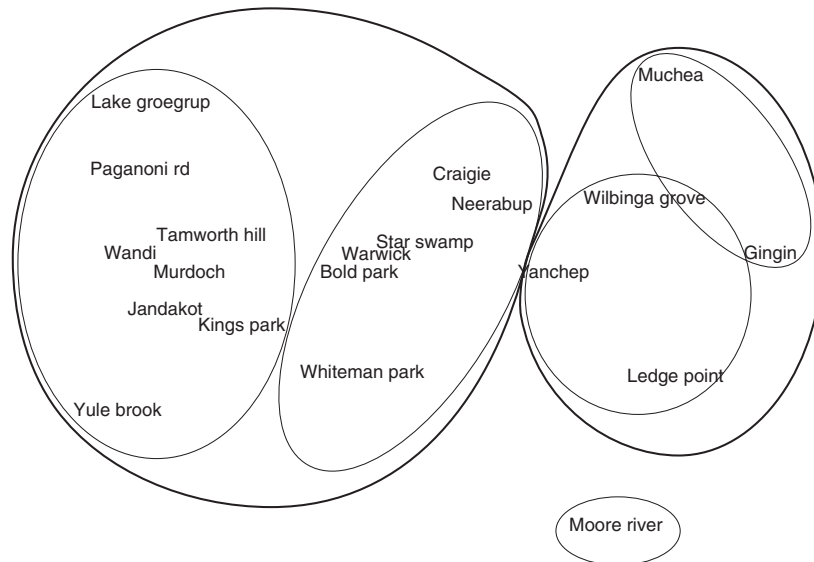 Muchea
Lake groegrup
Paganoni rd
Craigie
Wilbinga grove
Neerabup
Tamworth hill
Star swamp
Wandi
Warwick
Gingin
Murdoch
Bold park
Yanchep
Jandakot
Kings park
Whiteman park
Ledge point
Yule brook
Moore river